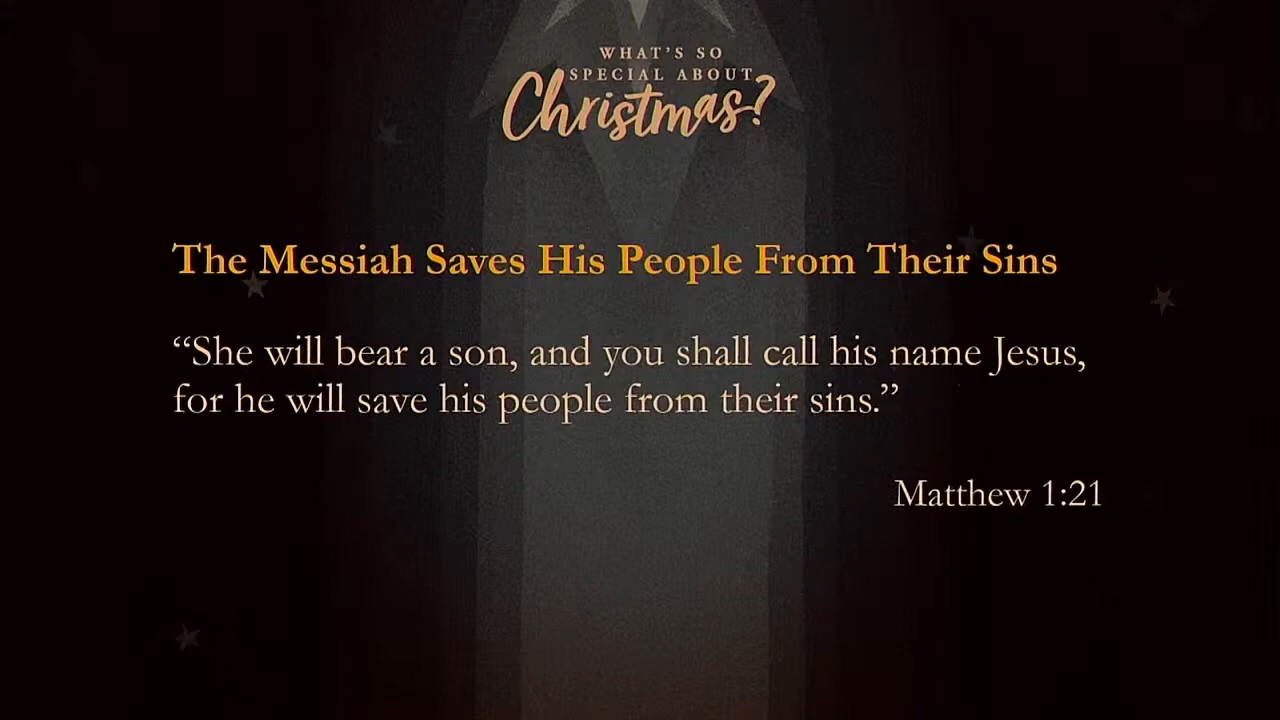 WHAT'S SO
SPECIAL ABOUT
Christmas?
The Messiah Saves His People From Their Sins
“She will bear a son, and you shall call his name Jesus,
for he will save his people from their sins.”
Matthew 1:21